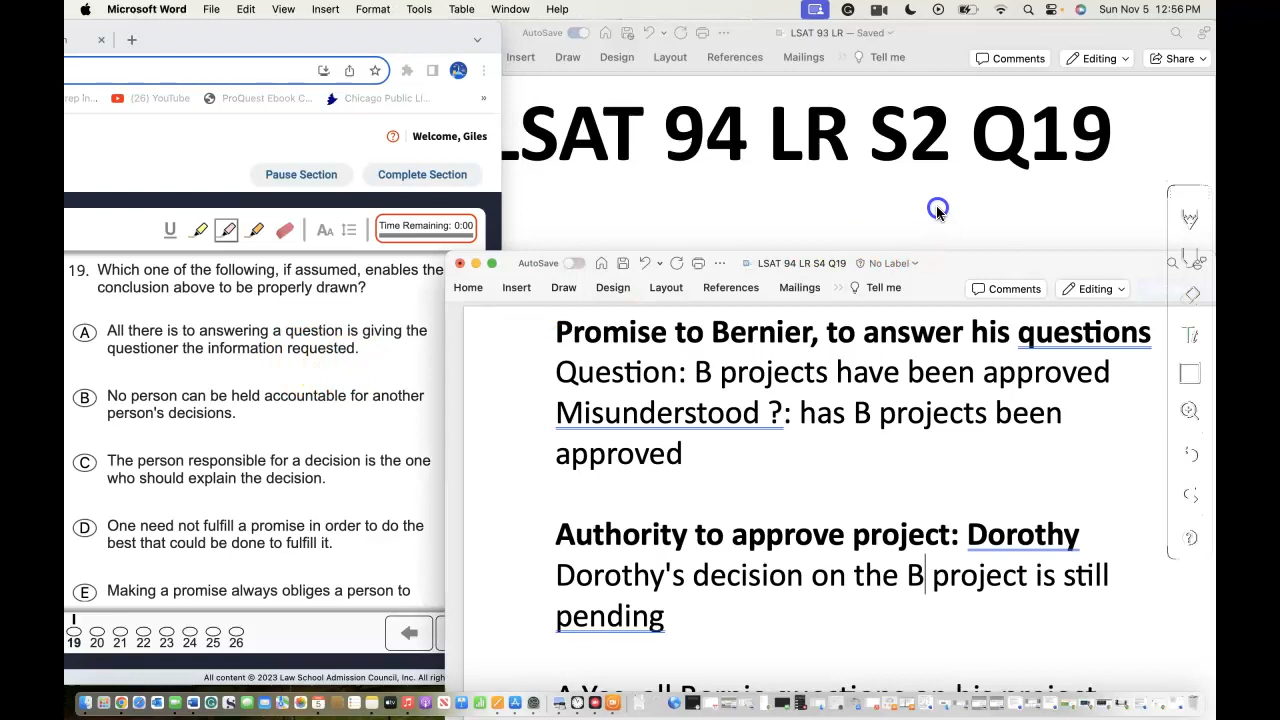 Microsoft Word File Edit View Insert Format Tools Table Window Help Sun Nov 5 12:56 PM
AutoSave LSAT 93 LR — Saved
Insert Draw Design Layout References Mailings Tell me Comments Editing Share
(26) YouTube ProQuest Ebook C... Chicago Public Li... »
Welcome, Giles
Pause Section Complete Section
LSAT 94 LR S2 Q19
Time Remaining: 0:00
19. Which one of the following, if assumed, enables the
conclusion above to be properly drawn?
A All there is to answering a question is giving the
questioner the information requested.
B No person can be held accountable for another
person's decisions.
C The person responsible for a decision is the one
who should explain the decision.
D One need not fulfill a promise in order to do the
best that could be done to fulfill it.
E Making a promise always obliges a person to
19 20 21 22 23 24 25 26
All content © 2023 Law School Admission Council, Inc. All righ
AutoSave LSAT 94 LR S4 Q19 No Label
Home Insert Draw Design Layout References Mailings Tell me Comments Editing
Promise to Bernier, to answer his questions
Question: B projects have been approved
Misunderstood ?: has B projects been
approved
Authority to approve project: Dorothy
Dorothy's decision on the B project is still
pending